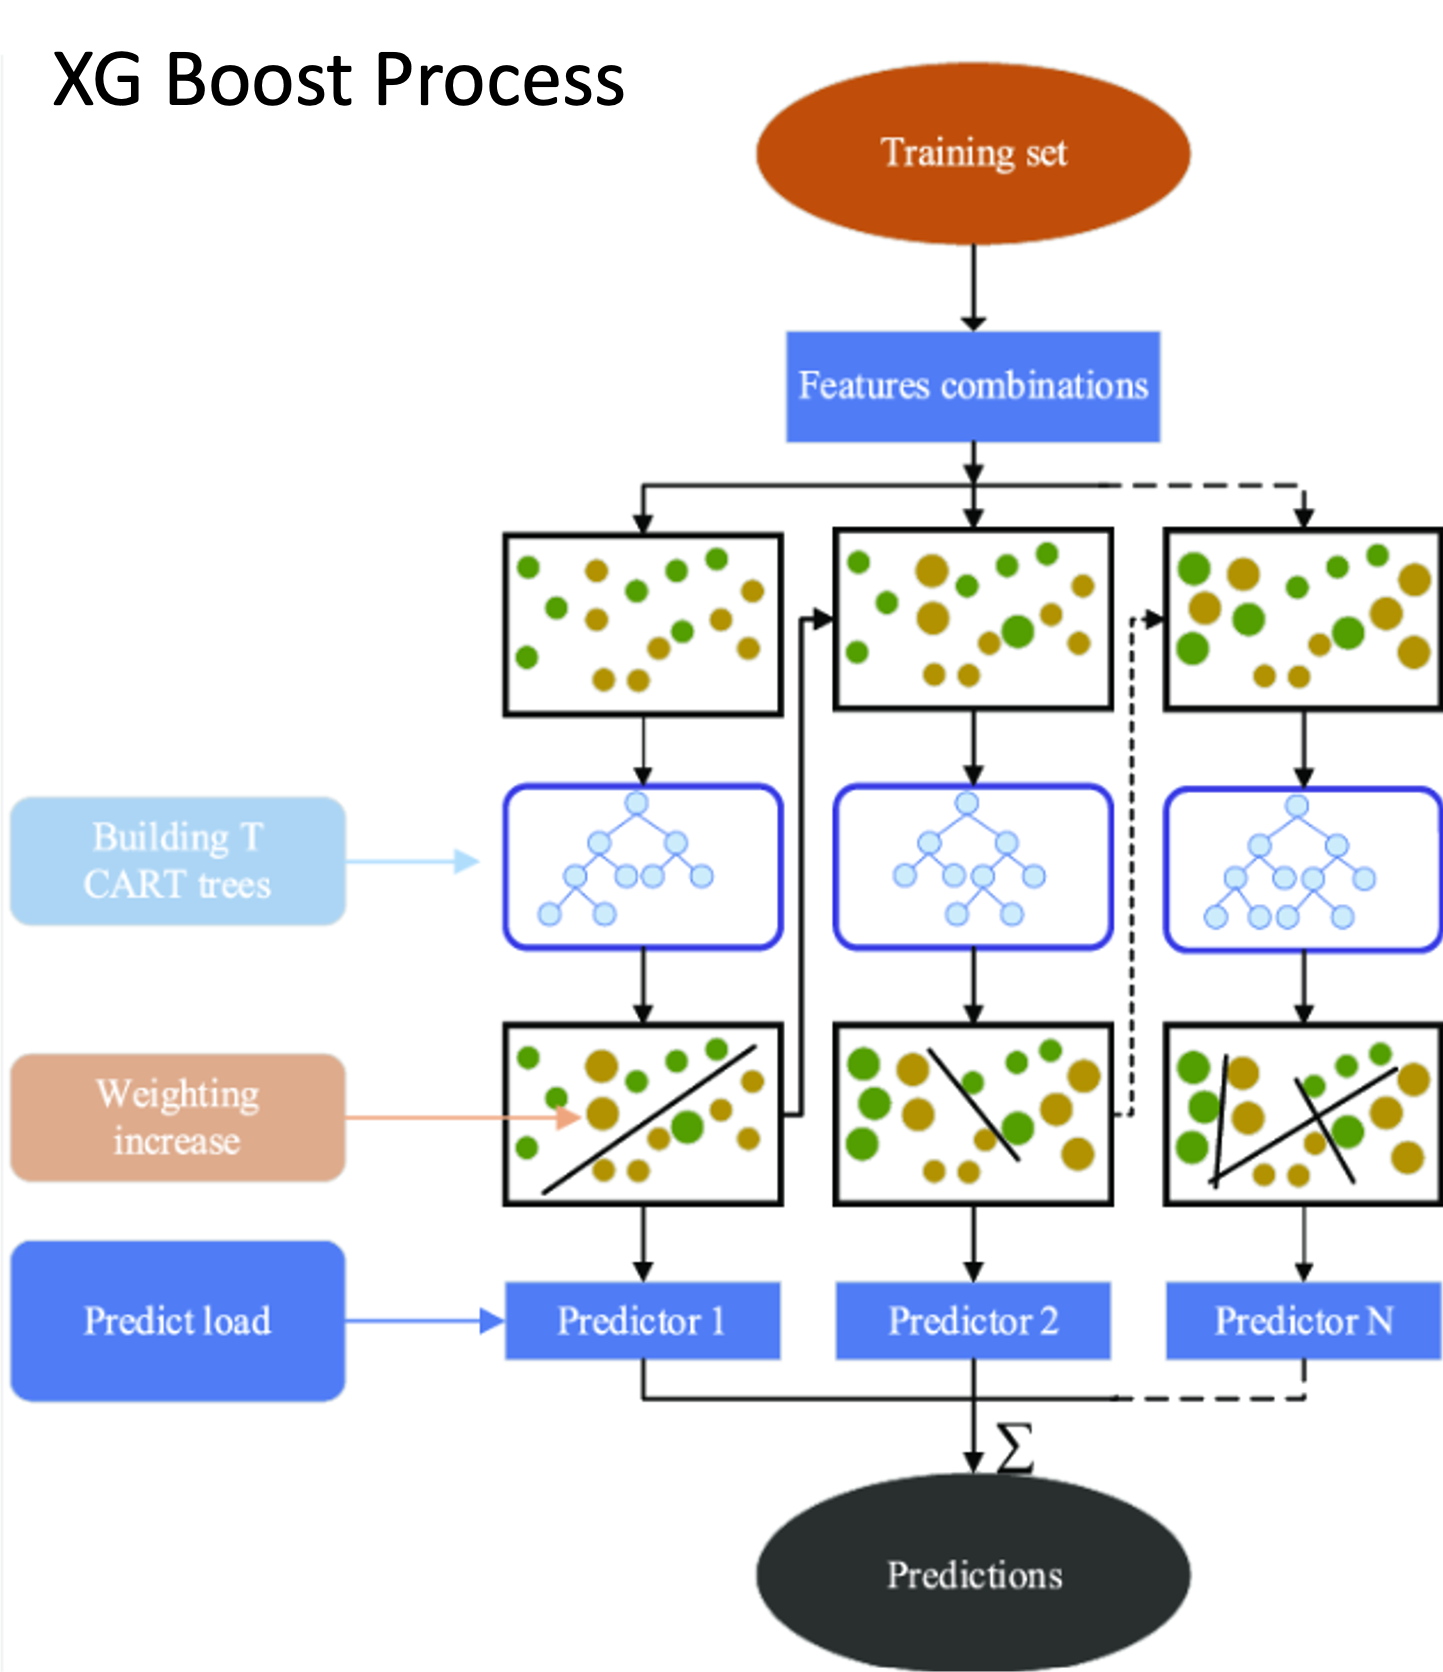 XG Boost Process
Training set
Features combinations
Building T
CART trees
Weighting
increase
Predict load
Predictor 1
Predictor 2
Predictor N
∑
Predictions